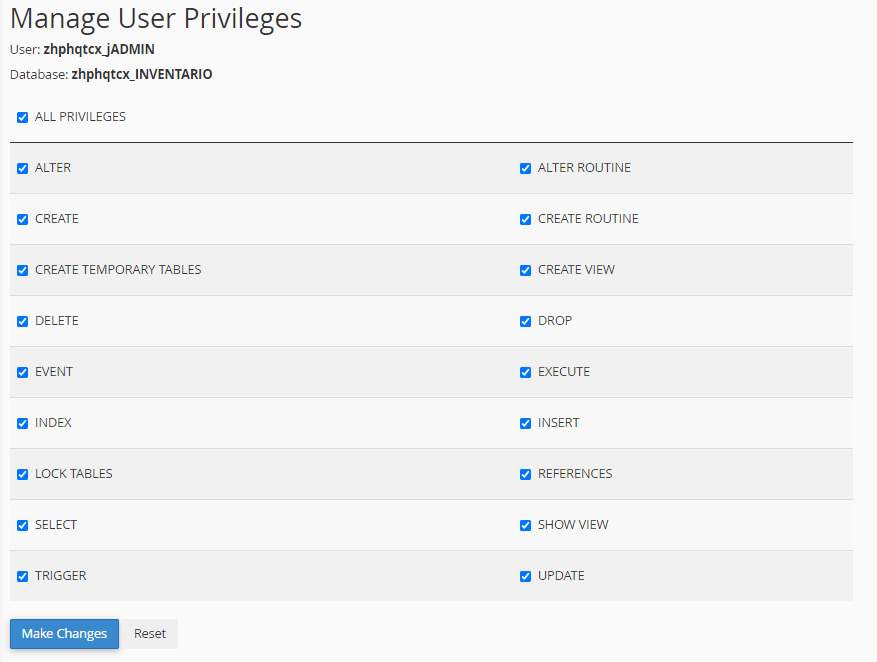 Manage User Privileges
User: zhphqtcx_jADMIN
Database: zhphqtcx_INVENTARIO
ALL PRIVILEGES
ALTER
ALTER ROUTINE
CREATE
CREATE ROUTINE
CREATE TEMPORARY TABLES
CREATE VIEW
DELETE
DROP
EVENT
EXECUTE
INDEX
INSERT
LOCK TABLES
REFERENCES
SELECT
SHOW VIEW
TRIGGER
UPDATE
Make Changes
Reset